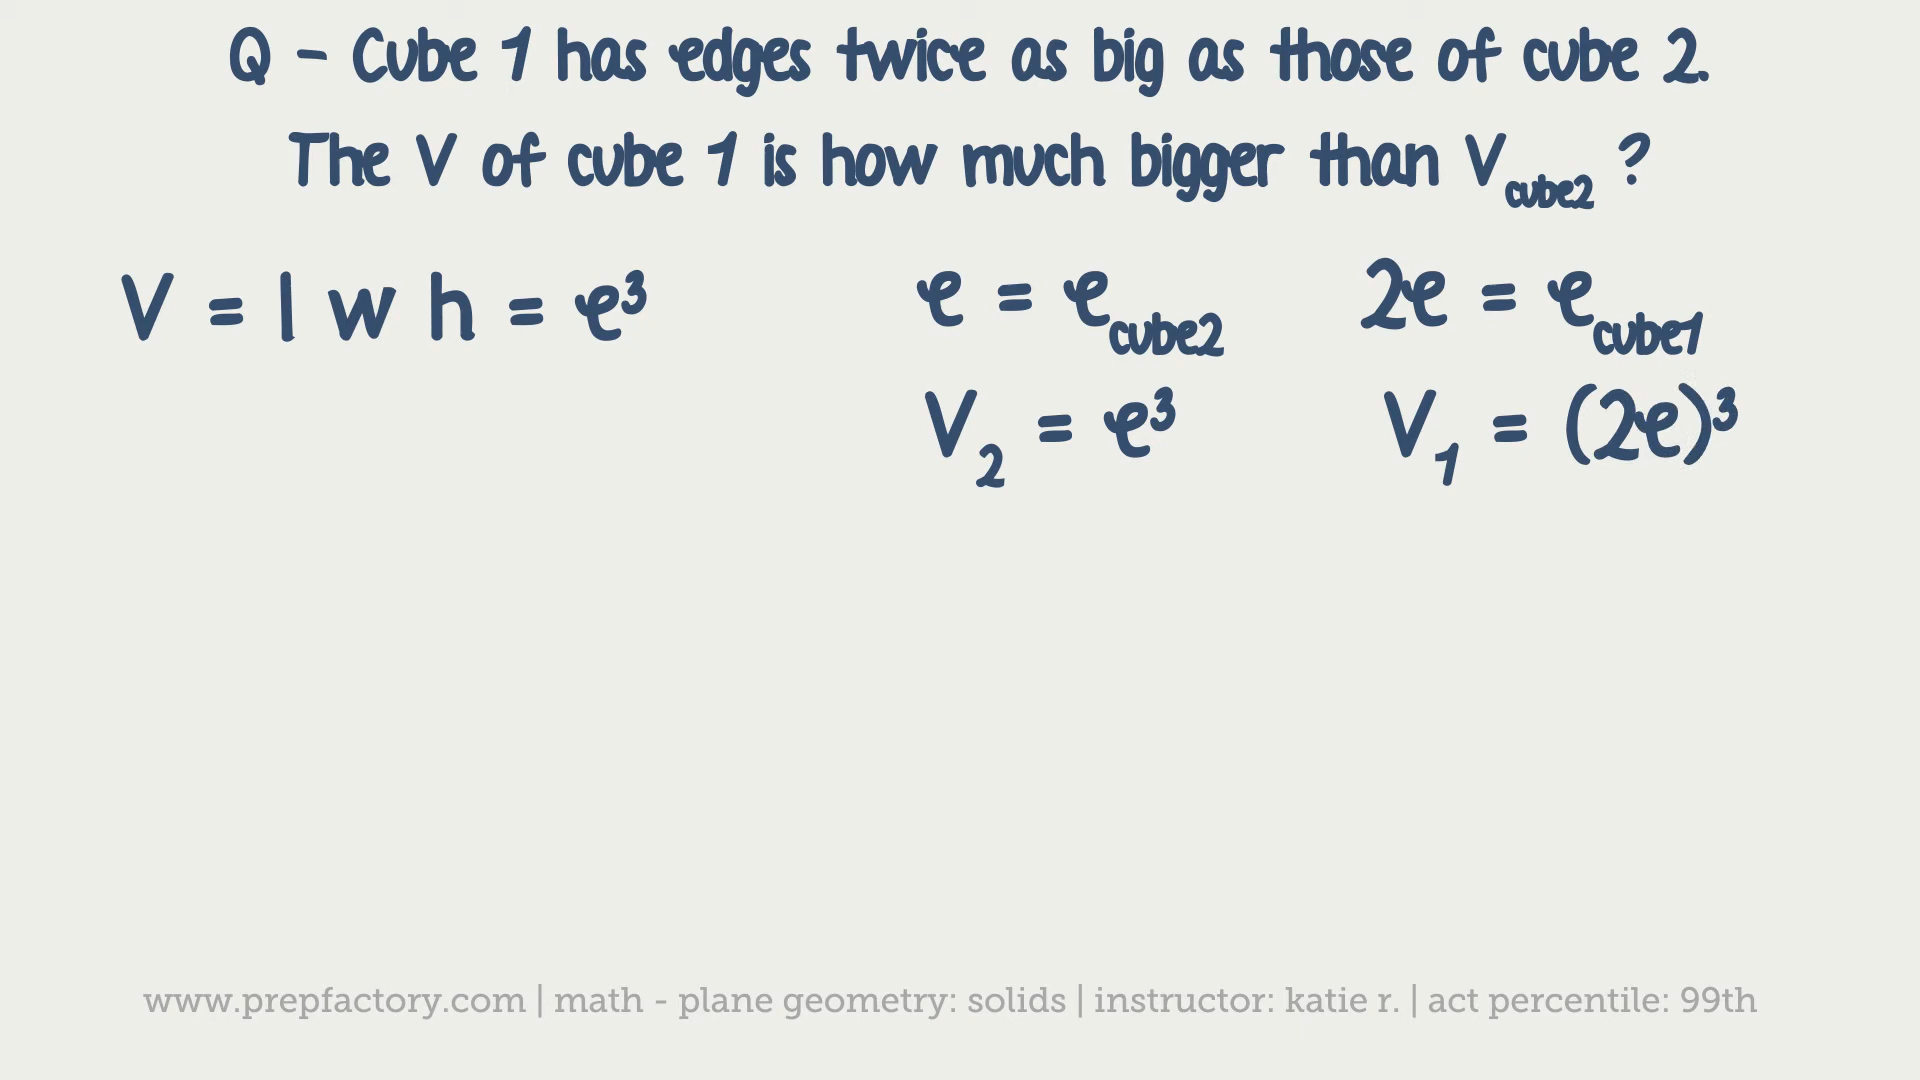 Q - Cube 1 has edges twice as big as those of cube 2.
The V of cube 1 is how much bigger than V_cube2 ?
V = l w h = e³
e = e_cube2
2e = e_cube1
V₂ = e³
V₁ = (2e)³
www.prepfactory.com | math - plane geometry: solids | instructor: katie r. | act percentile: 99th